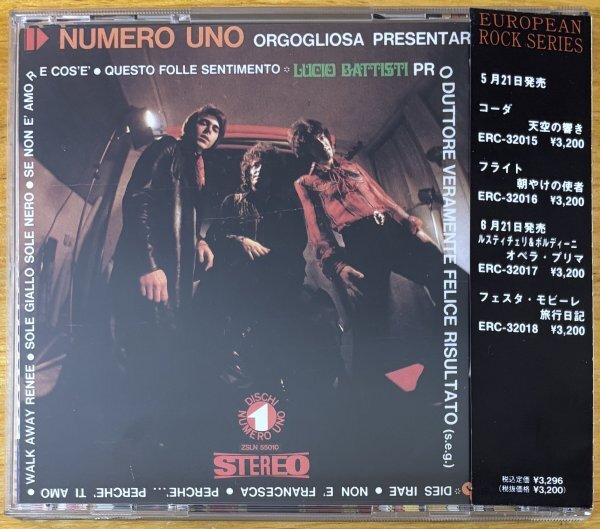 NUMERO UNO ORGOGLIOSA PRESENTAR
E COS'E' • QUESTO FOLLE SENTIMENTO * LUCIO BATTISTI PR
O DUTTORE VERAMENTE FELICE RISULTATO (s.e.g.)
DIES IRAE • NON E' FRANCESCA • PERCHE'... PERCHE' TI AMO
• WALK AWAY RENEE • SOLE GIALLO SOLE NERO • SE NON E' AMO
DISCHI
1
NUMERO UNO
ZSLN 55010
STEREO
EUROPEAN
ROCK SERIES
5月21日発売
コーダ
天空の響き
ERC-32015 ¥3,200
フライト
朝やけの使者
ERC-32016 ¥3,200
6月21日発売
ルスティチェリ&ボルディーニ
オペラ・プリマ
ERC-32017 ¥3,200
フェスタ・モビーレ
旅行日記
ERC-32018 ¥3,200
税込定価 ¥3,296
(税抜価格 ¥3,200)